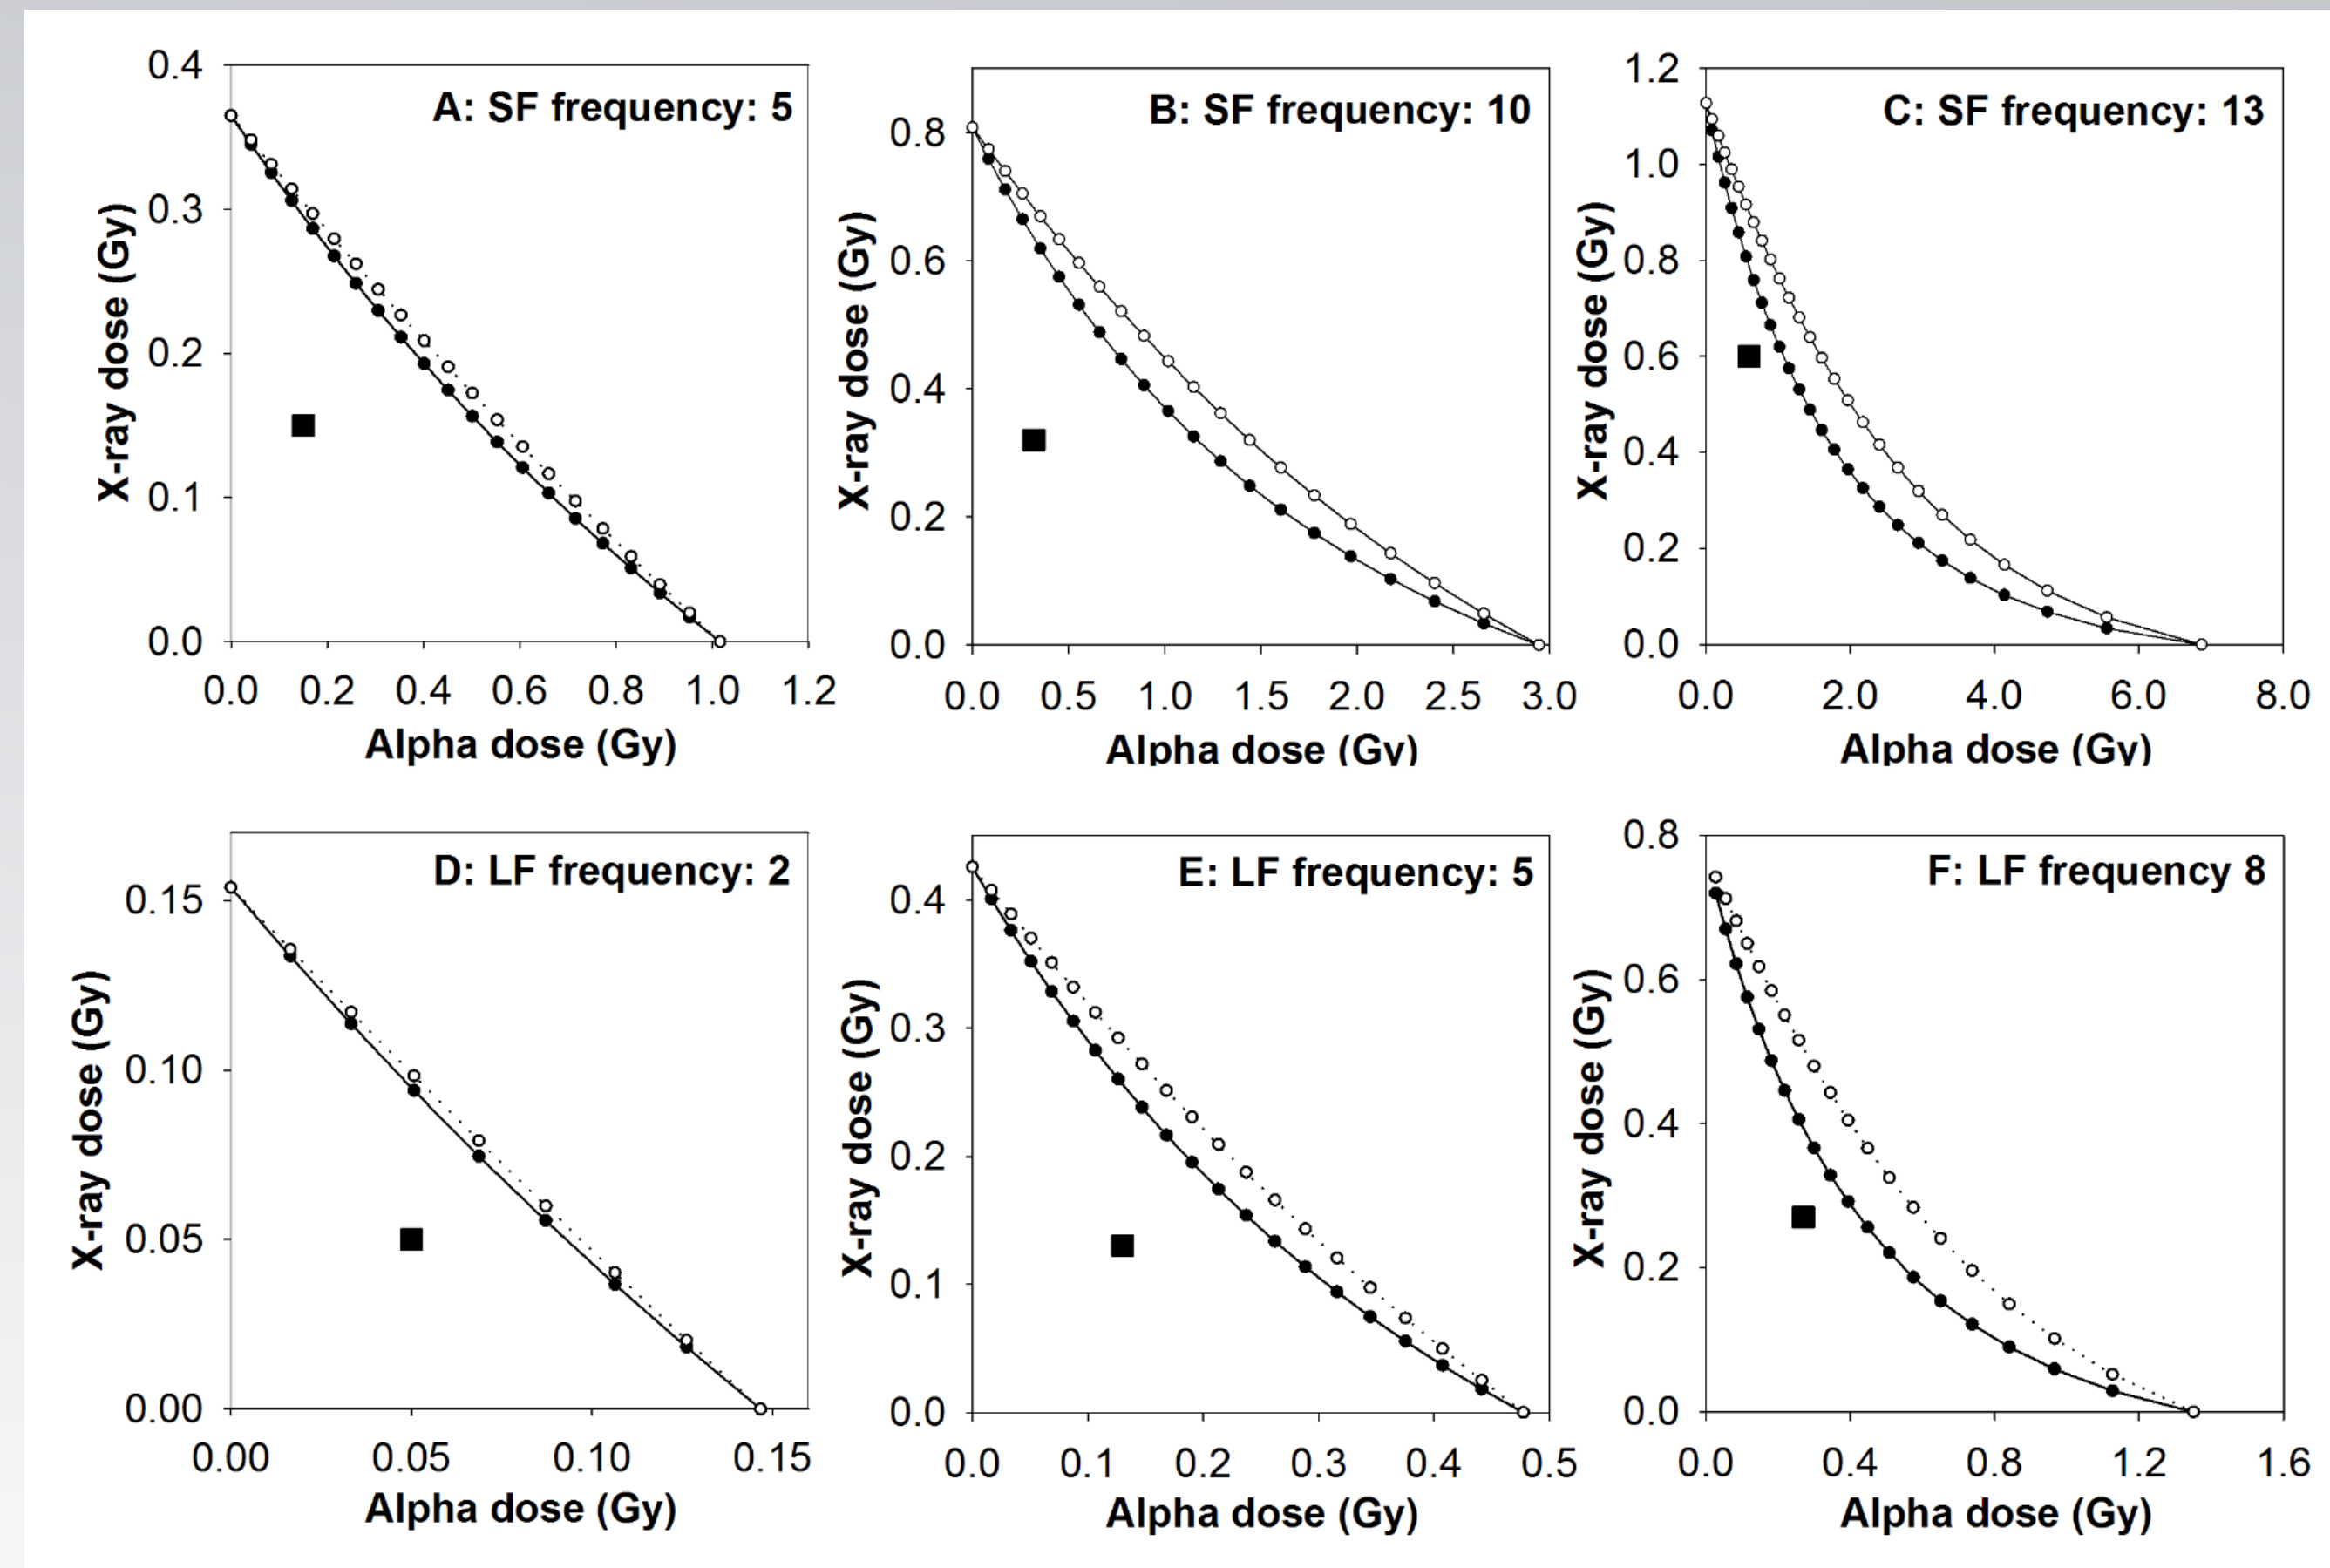 A: SF frequency: 5
X-ray dose (Gy)
0.4
0.3
0.2
0.1
0.0
0.0 0.2 0.4 0.6 0.8 1.0 1.2
Alpha dose (Gy)
B: SF frequency: 10
X-ray dose (Gy)
0.8
0.6
0.4
0.2
0.0
0.0 0.5 1.0 1.5 2.0 2.5 3.0
Alpha dose (Gy)
C: SF frequency: 13
X-ray dose (Gy)
1.2
1.0
0.8
0.6
0.4
0.2
0.0
0.0 2.0 4.0 6.0 8.0
Alpha dose (Gy)
D: LF frequency: 2
X-ray dose (Gy)
0.15
0.10
0.05
0.00
0.00 0.05 0.10 0.15
Alpha dose (Gy)
E: LF frequency: 5
X-ray dose (Gy)
0.4
0.3
0.2
0.1
0.0
0.0 0.1 0.2 0.3 0.4 0.5
Alpha dose (Gy)
F: LF frequency 8
X-ray dose (Gy)
0.8
0.6
0.4
0.2
0.0
0.0 0.4 0.8 1.2 1.6
Alpha dose (Gy)